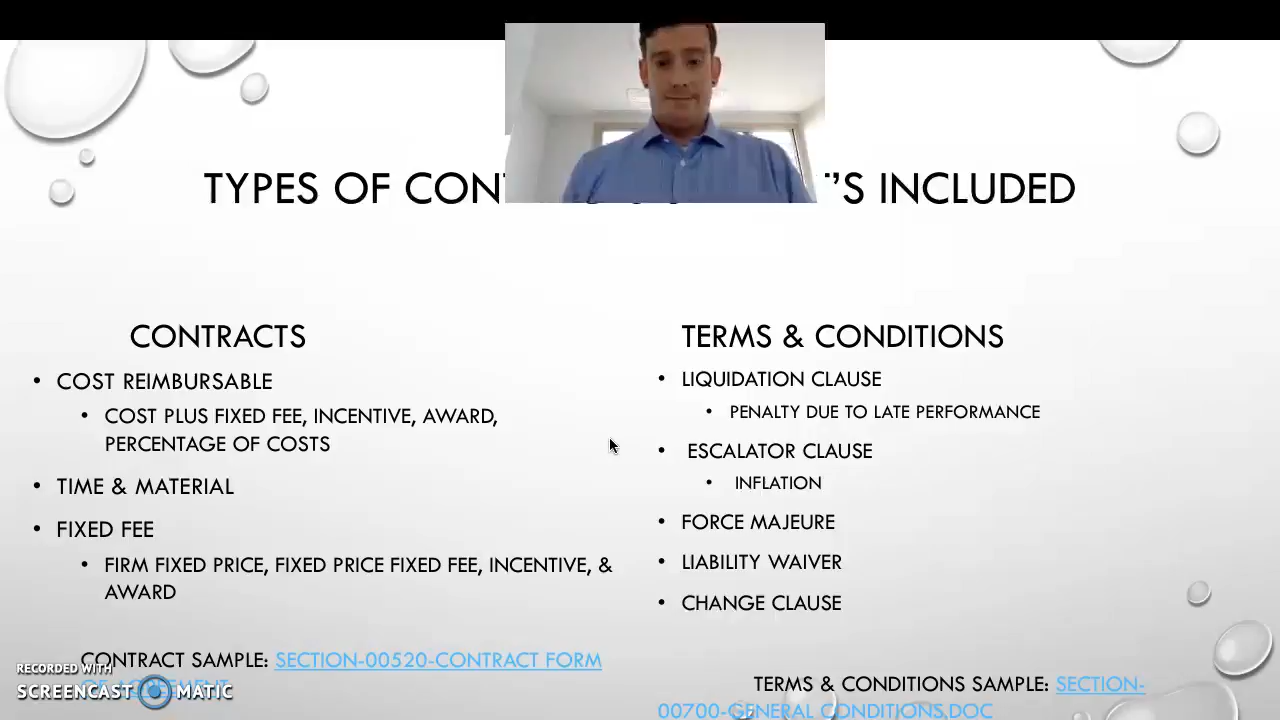 TYPES OF CON 'S INCLUDED
CONTRACTS
• COST REIMBURSABLE
• COST PLUS FIXED FEE, INCENTIVE, AWARD,
PERCENTAGE OF COSTS
• TIME & MATERIAL
• FIXED FEE
• FIRM FIXED PRICE, FIXED PRICE FIXED FEE, INCENTIVE, &
AWARD
CONTRACT SAMPLE: SECTION-00520-CONTRACT FORM
OF AGREEMENT
TERMS & CONDITIONS
• LIQUIDATION CLAUSE
• PENALTY DUE TO LATE PERFORMANCE
• ESCALATOR CLAUSE
• INFLATION
• FORCE MAJEURE
• LIABILITY WAIVER
• CHANGE CLAUSE
TERMS & CONDITIONS SAMPLE: SECTION-
00700-GENERAL CONDITIONS.DOC
RECORDED WITH
SCREENCAST MATIC